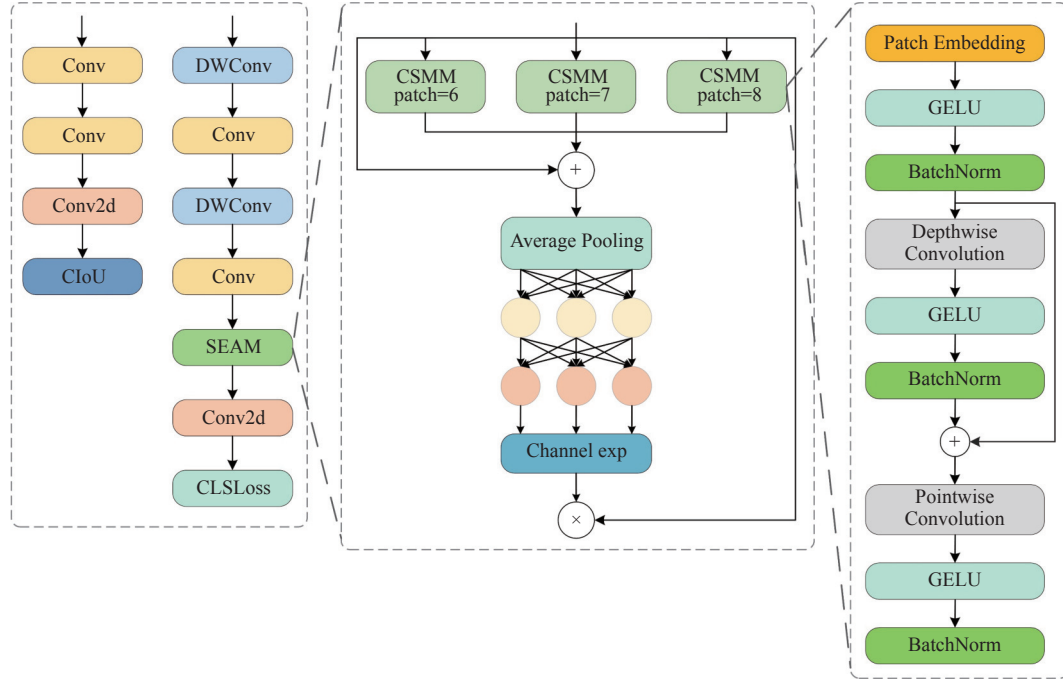 Conv
Conv
Conv2d
CIoU
DWConv
Conv
DWConv
Conv
SEAM
Conv2d
CLSLoss
CSMM
patch=6
CSMM
patch=7
CSMM
patch=8
+
Average Pooling
Channel exp
×
Patch Embedding
GELU
BatchNorm
Depthwise
Convolution
GELU
BatchNorm
+
Pointwise
Convolution
GELU
BatchNorm